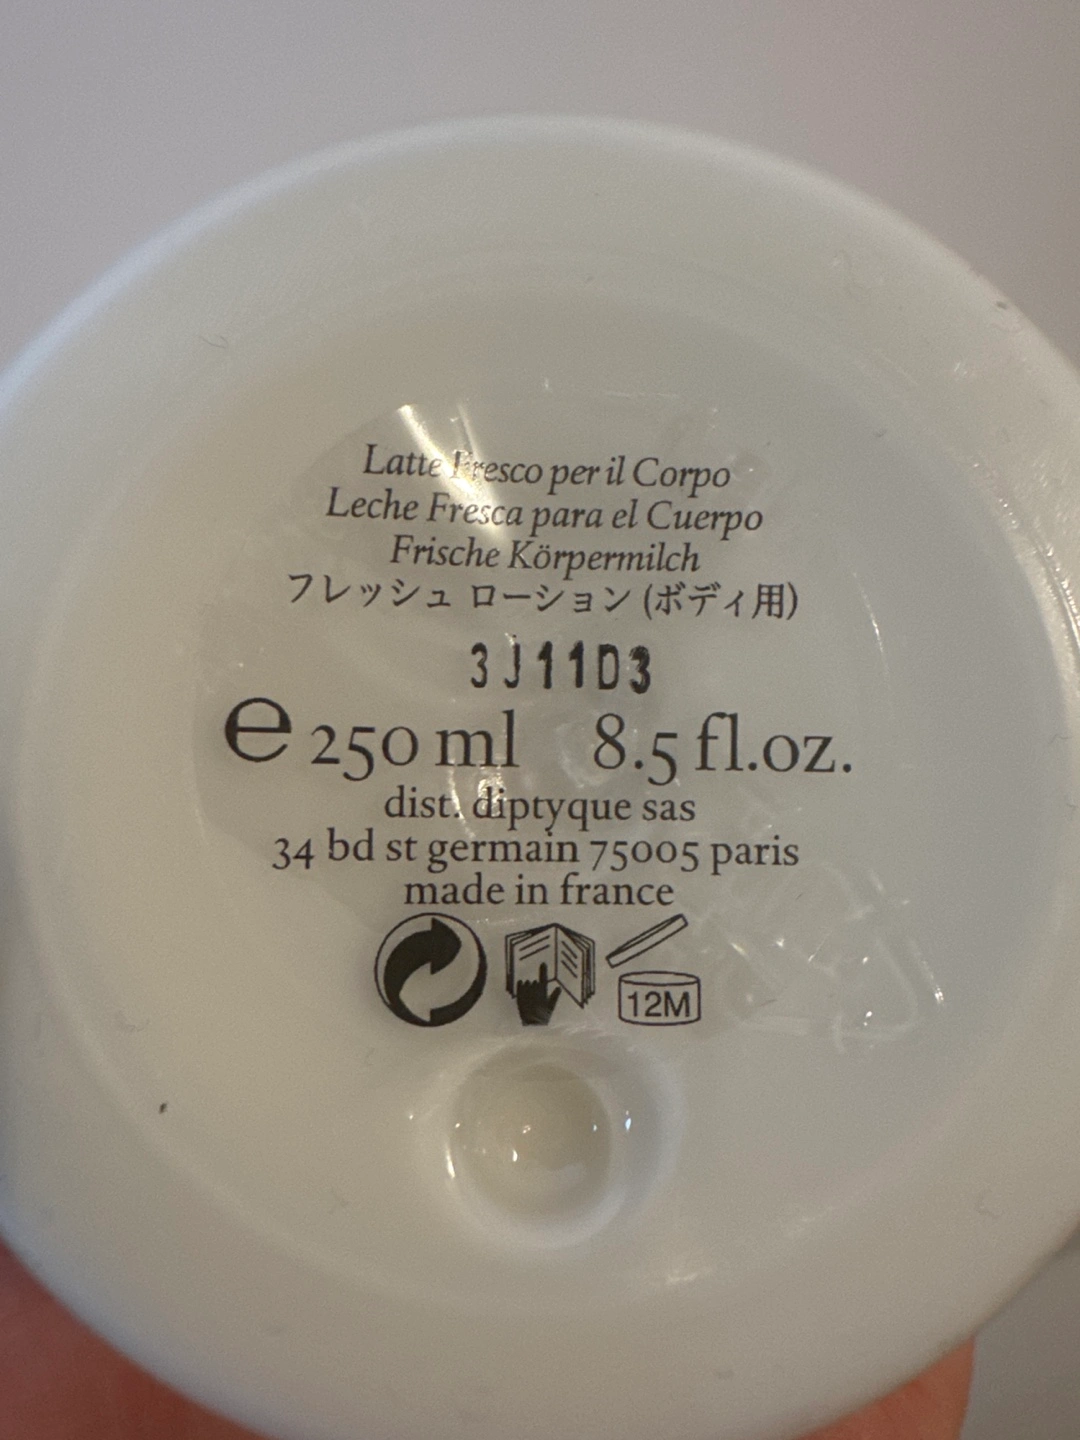 Latte Fresco per il Corpo
Leche Fresca para el Cuerpo
Frische Körpermilch
フレッシュ ローション (ボディ用)
3J11D3
e 250 ml 8.5 fl.oz.
dist. diptyque sas
34 bd st germain 75005 paris
made in france
12M